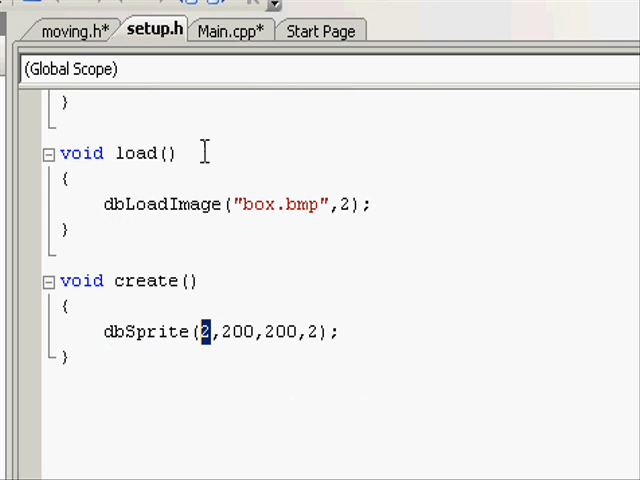 moving.h* setup.h Main.cpp* Start Page
(Global Scope)
}
void load()
{
dbLoadImage("box.bmp",2);
}
void create()
{
dbSprite(2,200,200,2);
}